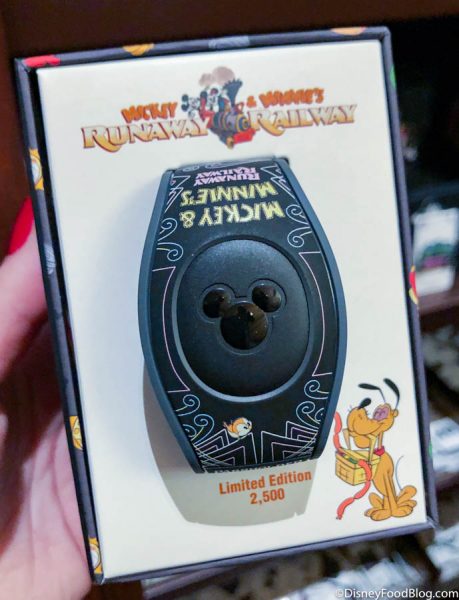 MICKEY & MINNIE'S
RUNAWAY RAILWAY
MICKEY &
MINNIE'S
RUNAWAY
RAILWAY
Limited Edition
2,500
©DisneyFoodBlog.com